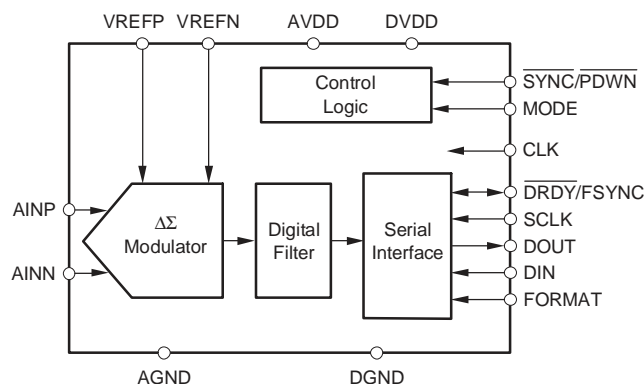 VREFP VREFN AVDD DVDD
Control
Logic
SYNC/PDWN
MODE
CLK
DRDY/FSYNC
SCLK
DOUT
DIN
FORMAT
AINP
AINN
ΔΣ
Modulator
Digital
Filter
Serial
Interface
AGND DGND